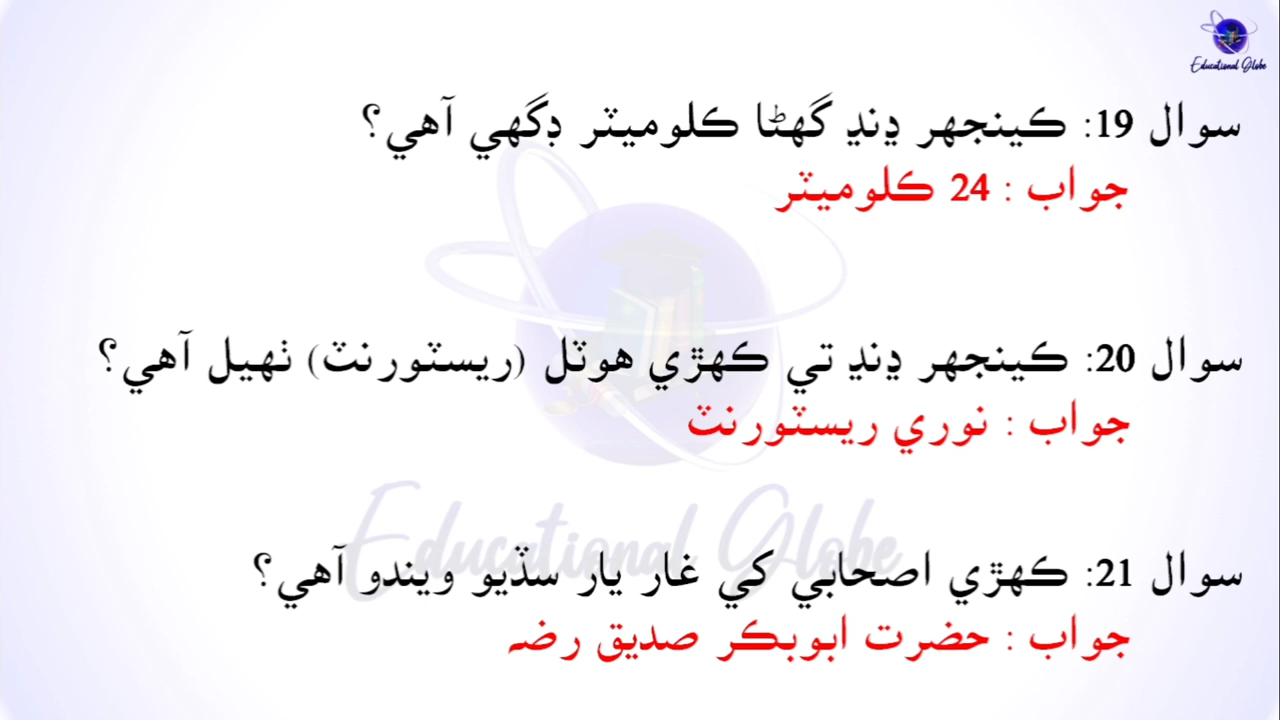 Educational Globe
سوال 19: ڪينجهر ڍنڍ گهڻا ڪلوميٽر ڊگهي آهي؟
جواب : 24 ڪلوميٽر
سوال 20: ڪينجهر ڍنڍ تي ڪهڙي هوٽل (ريسٽورنٽ) ٺهيل آهي؟
جواب : نوري ريسٽورنٽ
Educational Globe
سوال 21: ڪهڙي اصحابي کي غار يار سڏيو ويندو آهي؟
جواب : حضرت ابوبڪر صديق رضه